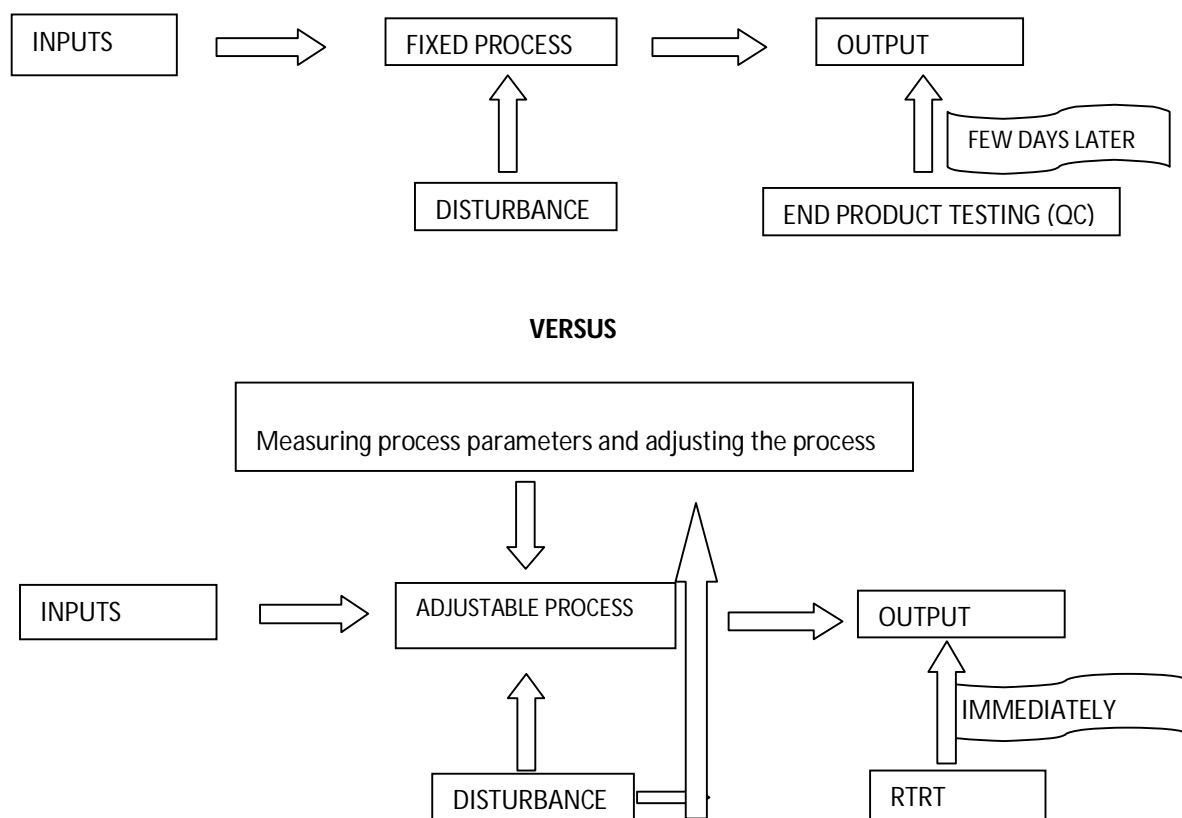 INPUTS
FIXED PROCESS
OUTPUT
FEW DAYS LATER
DISTURBANCE
END PRODUCT TESTING (QC)
VERSUS
Measuring process parameters and adjusting the process
INPUTS
ADJUSTABLE PROCESS
OUTPUT
IMMEDIATELY
DISTURBANCE
RTRT